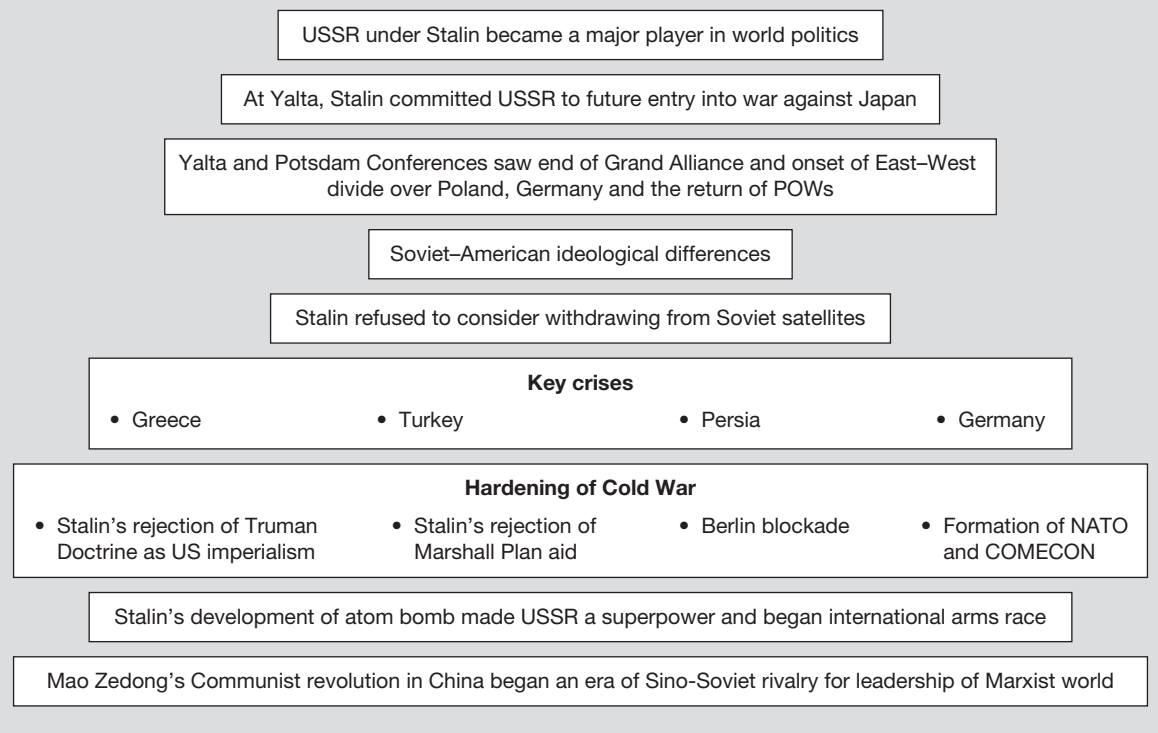 USSR under Stalin became a major player in world politics
At Yalta, Stalin committed USSR to future entry into war against Japan
Yalta and Potsdam Conferences saw end of Grand Alliance and onset of East–West
divide over Poland, Germany and the return of POWs
Soviet–American ideological differences
Stalin refused to consider withdrawing from Soviet satellites
Key crises
• Greece
• Turkey
• Persia
• Germany
Hardening of Cold War
• Stalin's rejection of Truman
Doctrine as US imperialism
• Stalin's rejection of
Marshall Plan aid
• Berlin blockade
• Formation of NATO
and COMECON
Stalin's development of atom bomb made USSR a superpower and began international arms race
Mao Zedong's Communist revolution in China began an era of Sino-Soviet rivalry for leadership of Marxist world